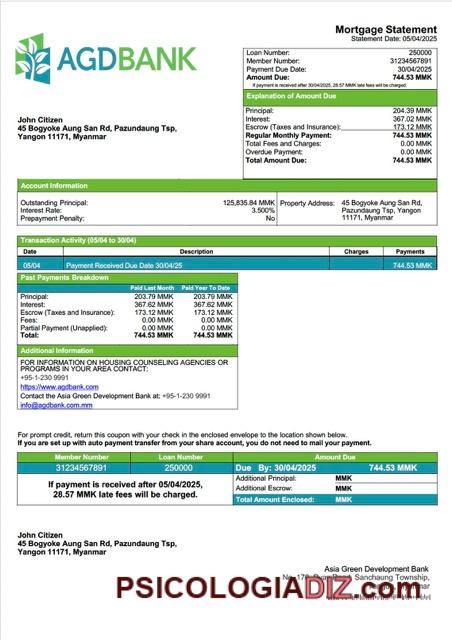 Mortgage Statement
Statement Date: 05/04/2025
AGDBANK
Loan Number: 250000
Member Number: 31234567891
Payment Due Date: 30/04/2025
Amount Due: 744.53 MMK
If payment is received after 30/04/2025, 28.57 MMK late fees will be charged.
Explanation of Amount Due
Principal: 204.39 MMK
Interest: 367.02 MMK
Escrow (Taxes and Insurance): 173.12 MMK
Regular Monthly Payment: 744.53 MMK
Total Fees and Charges: 0.00 MMK
Overdue Payment: 0.00 MMK
Total Amount Due: 744.53 MMK
John Citizen
45 Bogyoke Aung San Rd, Pazundaung Tsp,
Yangon 11171, Myanmar
Account Information
Outstanding Principal: 125,835.84 MMK
Interest Rate: 3.500%
Prepayment Penalty: No
Property Address: 45 Bogyoke Aung San Rd,
Pazundaung Tsp, Yangon
11171, Myanmar
Transaction Activity (05/04 to 30/04)
Date Description Charges Payments
05/04 Payment Received Due Date 30/04/25 744.53 MMK
Past Payments Breakdown
Paid Last Month Paid Year To Date
Principal: 203.79 MMK 203.79 MMK
Interest: 367.62 MMK 367.62 MMK
Escrow (Taxes and Insurance): 173.12 MMK 173.12 MMK
Fees: 0.00 MMK 0.00 MMK
Partial Payment (Unapplied): 0.00 MMK 0.00 MMK
Total: 744.53 MMK 744.53 MMK
Additional Information
FOR INFORMATION ON HOUSING COUNSELING AGENCIES OR
PROGRAMS IN YOUR AREA CONTACT:
+95-1-230 9991
https://www.agdbank.com
Contact the Asia Green Development Bank at: +95-1-230 9991
info@agdbank.com.mm
For prompt credit, return this coupon with your check in the enclosed envelope to the location shown below.
If you are set up with auto payment transfer from your share account, you do not need to mail your payment.
Member Number Loan Number Amount Due
31234567891 250000 Due By: 30/04/2025 744.53 MMK
If payment is received after 05/04/2025,
28.57 MMK late fees will be charged.
Additional Principal: MMK
Additional Escrow: MMK
Total Amount Enclosed: MMK
John Citizen
45 Bogyoke Aung San Rd, Pazundaung Tsp,
Yangon 11171, Myanmar
Asia Green Development Bank
Sanchaung Township,
PSICOLOGIADIZ.com